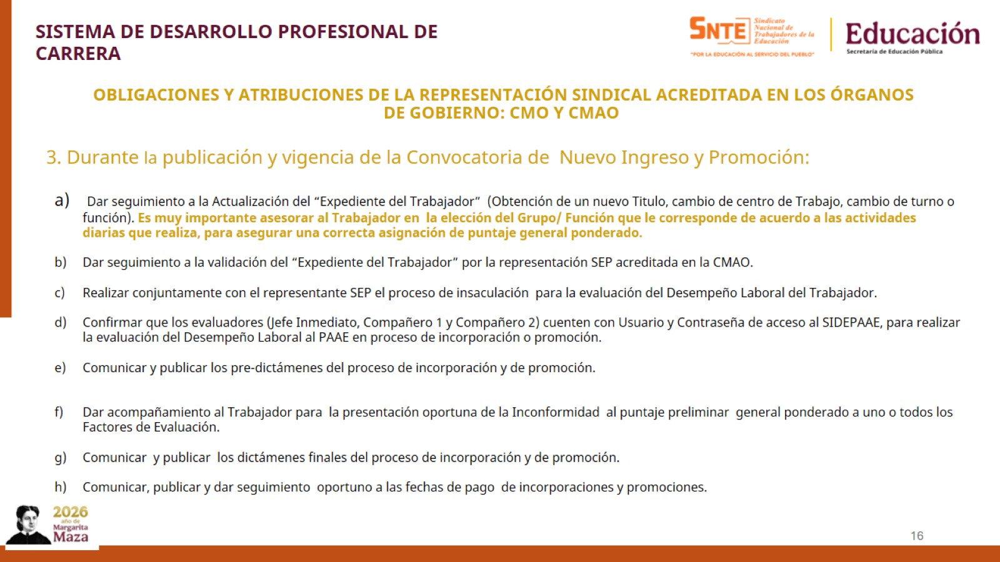 SISTEMA DE DESARROLLO PROFESIONAL DE
CARRERA
SNTE
Sindicato
Nacional de
Trabajadores de la
Educación
"POR LA EDUCACIÓN AL SERVICIO DEL PUEBLO"
Educación
Secretaría de Educación Pública
OBLIGACIONES Y ATRIBUCIONES DE LA REPRESENTACIÓN SINDICAL ACREDITADA EN LOS ÓRGANOS
DE GOBIERNO: CMO Y CMAO
3. Durante la publicación y vigencia de la Convocatoria de Nuevo Ingreso y Promoción:
a) Dar seguimiento a la Actualización del “Expediente del Trabajador” (Obtención de un nuevo Titulo, cambio de centro de Trabajo, cambio de turno o
función). Es muy importante asesorar al Trabajador en la elección del Grupo/ Función que le corresponde de acuerdo a las actividades
diarias que realiza, para asegurar una correcta asignación de puntaje general ponderado.
b) Dar seguimiento a la validación del “Expediente del Trabajador” por la representación SEP acreditada en la CMAO.
c) Realizar conjuntamente con el representante SEP el proceso de insaculación para la evaluación del Desempeño Laboral del Trabajador.
d) Confirmar que los evaluadores (Jefe Inmediato, Compañero 1 y Compañero 2) cuenten con Usuario y Contraseña de acceso al SIDEPAAE, para realizar
la evaluación del Desempeño Laboral al PAAE en proceso de incorporación o promoción.
e) Comunicar y publicar los pre-dictámenes del proceso de incorporación y de promoción.
f) Dar acompañamiento al Trabajador para la presentación oportuna de la Inconformidad al puntaje preliminar general ponderado a uno o todos los
Factores de Evaluación.
g) Comunicar y publicar los dictámenes finales del proceso de incorporación y de promoción.
h) Comunicar, publicar y dar seguimiento oportuno a las fechas de pago de incorporaciones y promociones.
2026
año de
Margarita
Maza
16